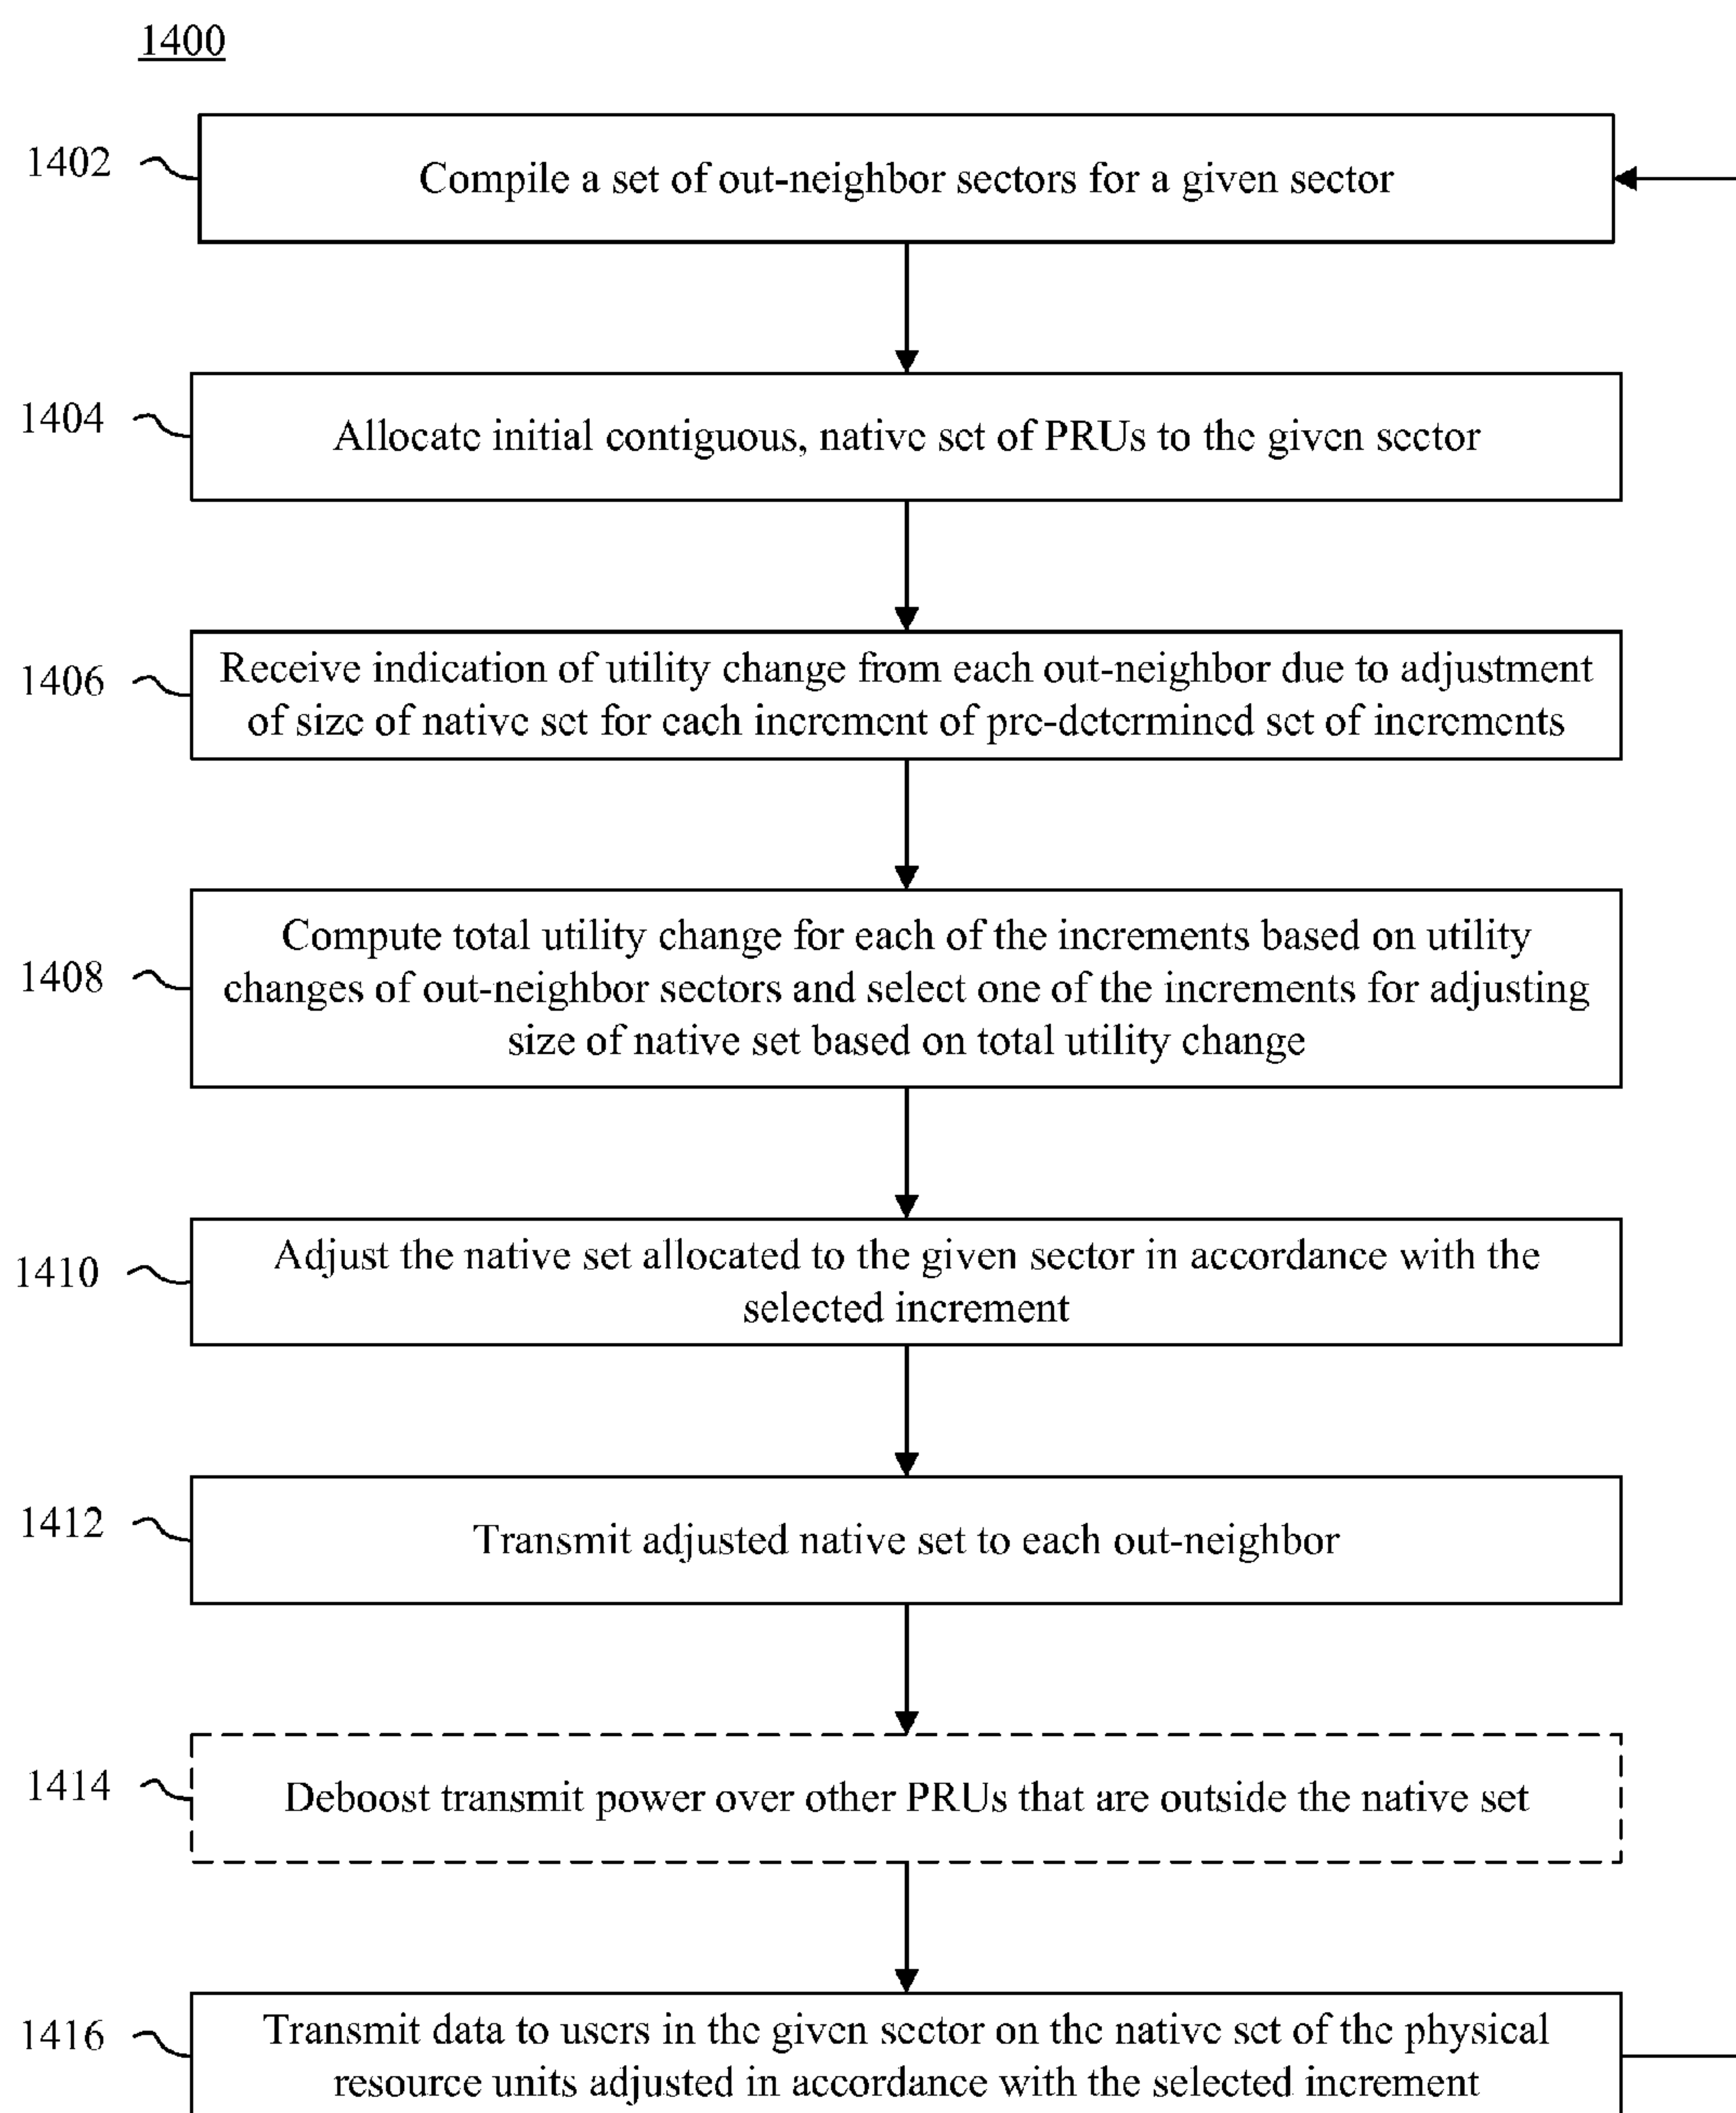 1400
1402
Compile a set of out-neighbor sectors for a given sector
1404
Allocate initial contiguous, native set of PRUs to the given sector
1406
Receive indication of utility change from each out-neighbor due to adjustment
of size of native set for each increment of pre-determined set of increments
1408
Compute total utility change for each of the increments based on utility
changes of out-neighbor sectors and select one of the increments for adjusting
size of native set based on total utility change
1410
Adjust the native set allocated to the given sector in accordance with the
selected increment
1412
Transmit adjusted native set to each out-neighbor
1414
Deboost transmit power over other PRUs that are outside the native set
1416
Transmit data to users in the given sector on the native set of the physical
resource units adjusted in accordance with the selected increment